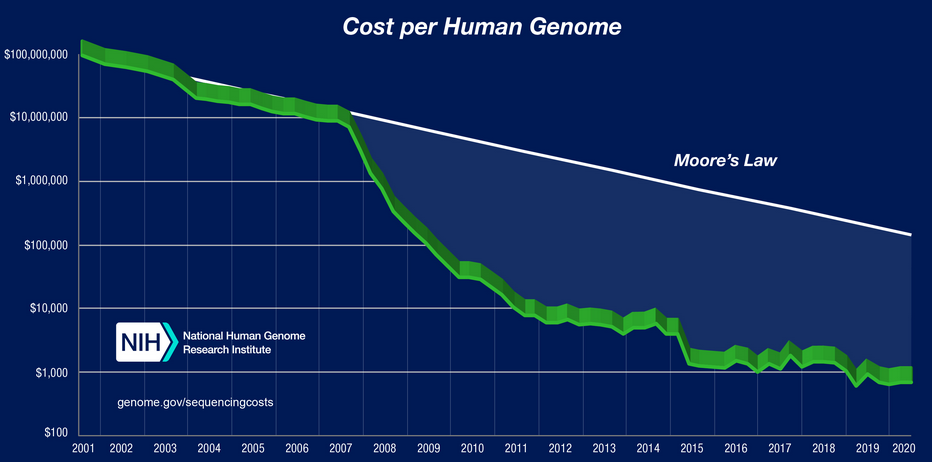 Cost per Human Genome
$100,000,000
$10,000,000
$1,000,000
$100,000
$10,000
$1,000
$100
Moore's Law
NIH
National Human Genome
Research Institute
genome.gov/sequencingcosts
2001 2002 2003 2004 2005 2006 2007 2008 2009 2010 2011 2012 2013 2014 2015 2016 2017 2018 2019 2020